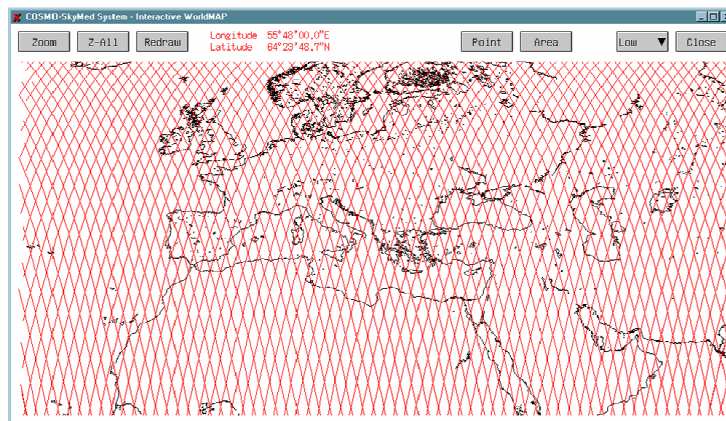 COSMO-SkyMed System - Interactive WorldMAP
Zoom Z-All Redraw Longitude 55°48'00.0"E Point Area Low Close
Latitude 64°23'48.7"N